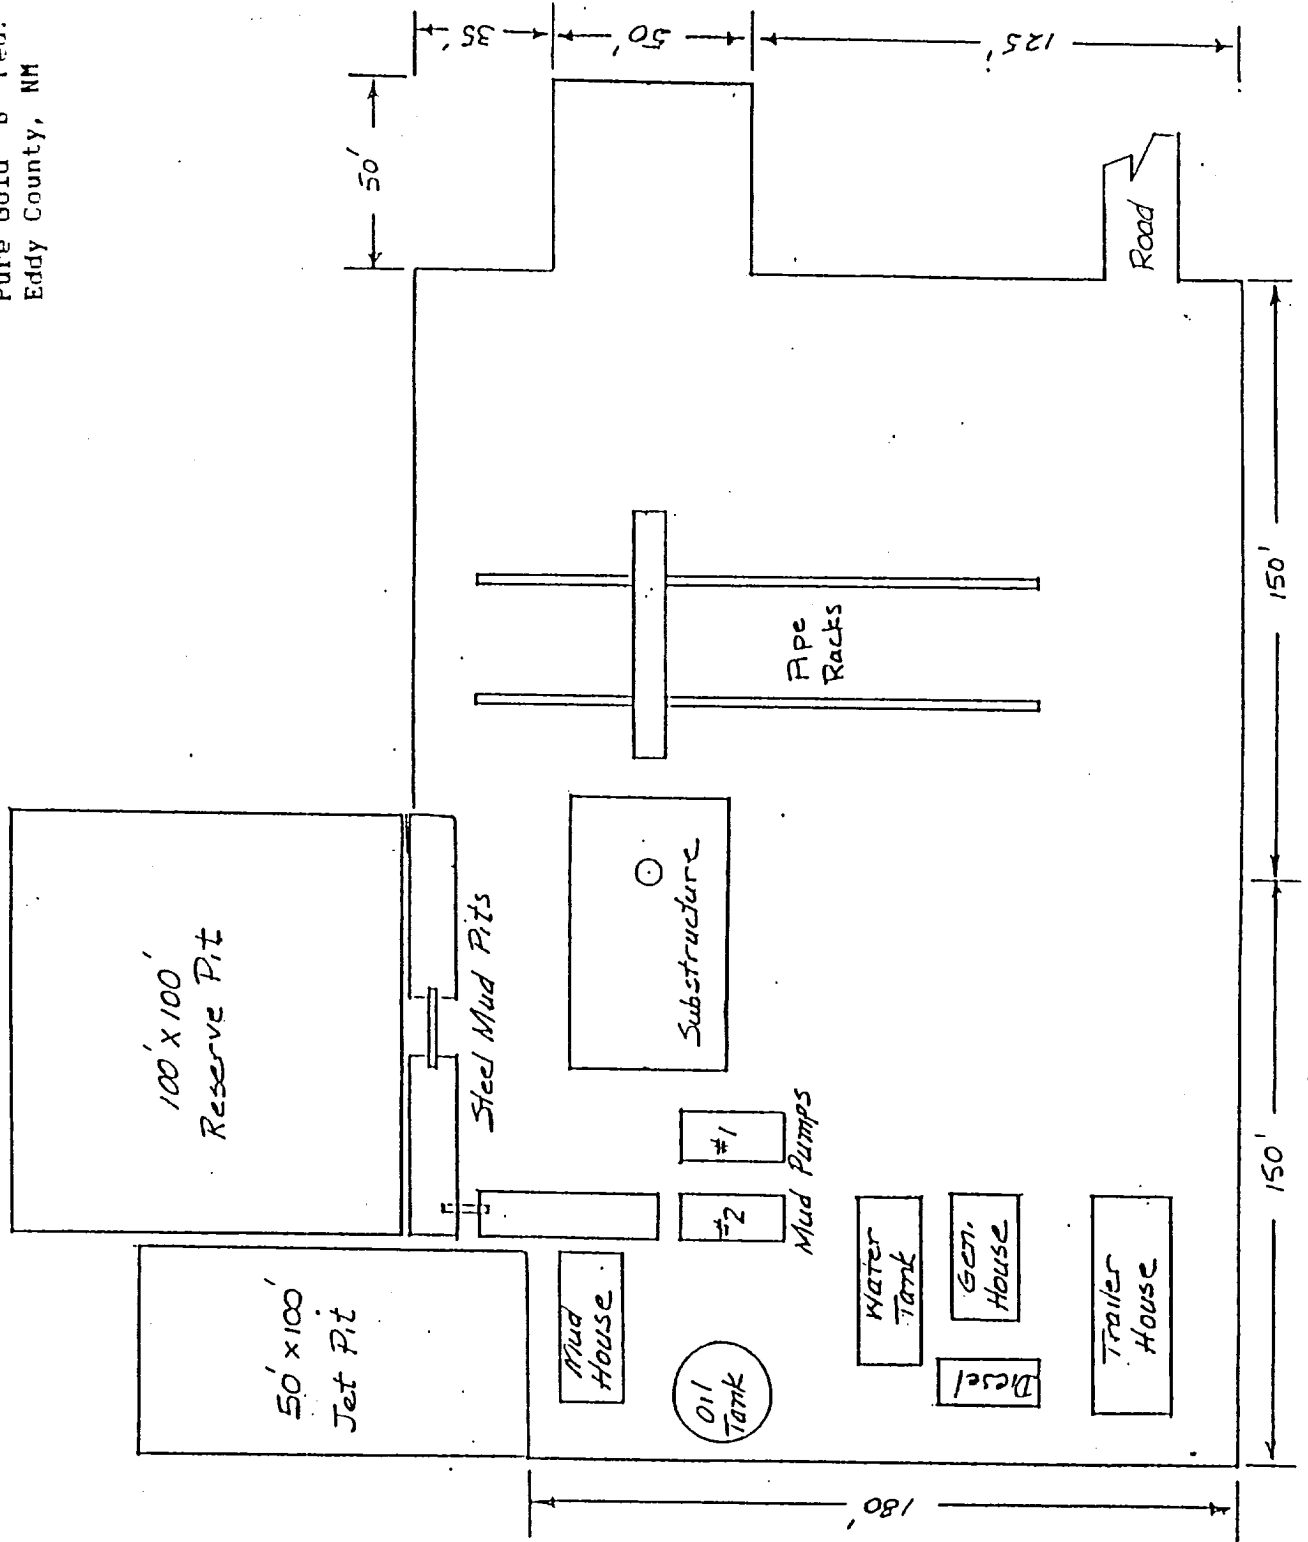 Eddy County, NM
50'
35'
50'
125'
Road
100' x 100'
Reserve Pit
50' x 100'
Jet Pit
Steel Mud Pits
Pipe
Racks
Substructure
#1
#2
Mud Pumps
Mud
House
Oil
Tank
Water
Tank
Gen.
House
Diesel
Trailer
House
180'
150'
150'